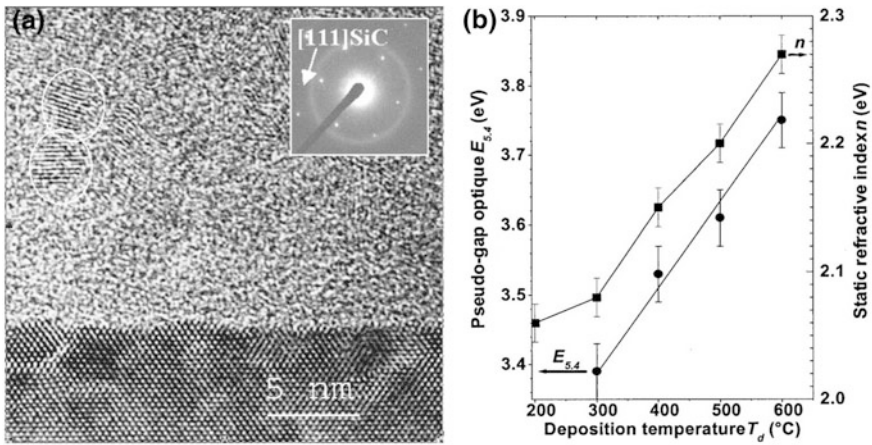 (a)
[111]SiC
5 nm
(b)
Pseudo-gap optique E5.4 (eV)
3.9
3.8
3.7
3.6
3.5
3.4
n
E5.4
2.3
2.2
2.1
2.0
Static refractive index n (eV)
200 300 400 500 600
Deposition temperature Td (°C)